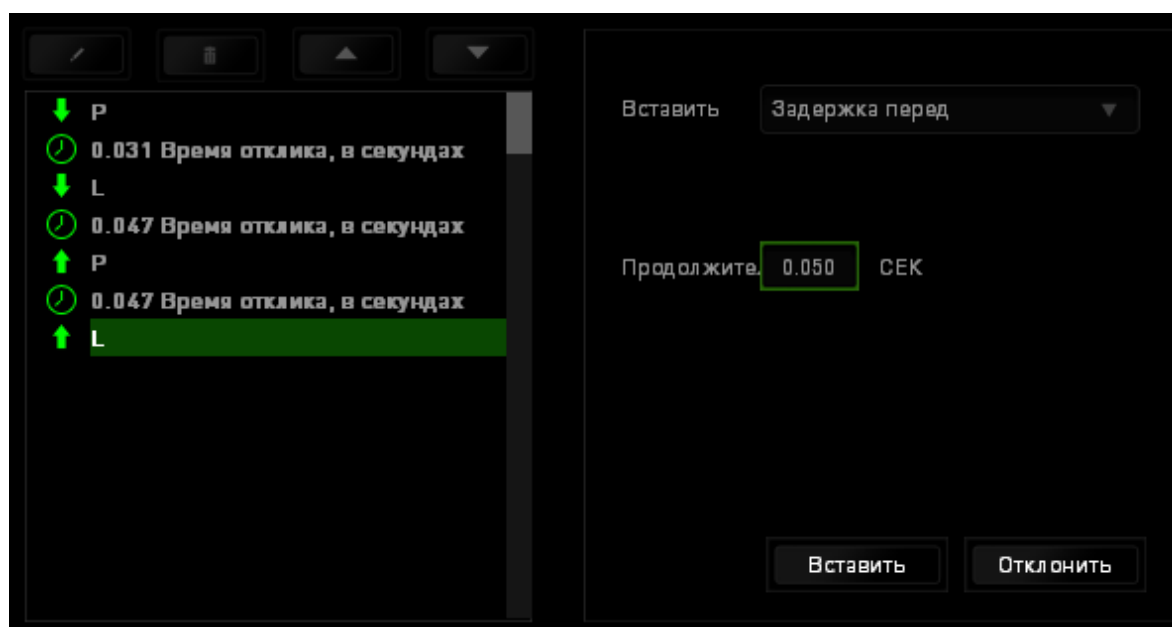 P
0.031 Время отклика, в секундах
L
0.047 Время отклика, в секундах
P
0.047 Время отклика, в секундах
L
Вставить Задержка перед
Продолжите. 0.050 СЕК
Вставить Отклонить